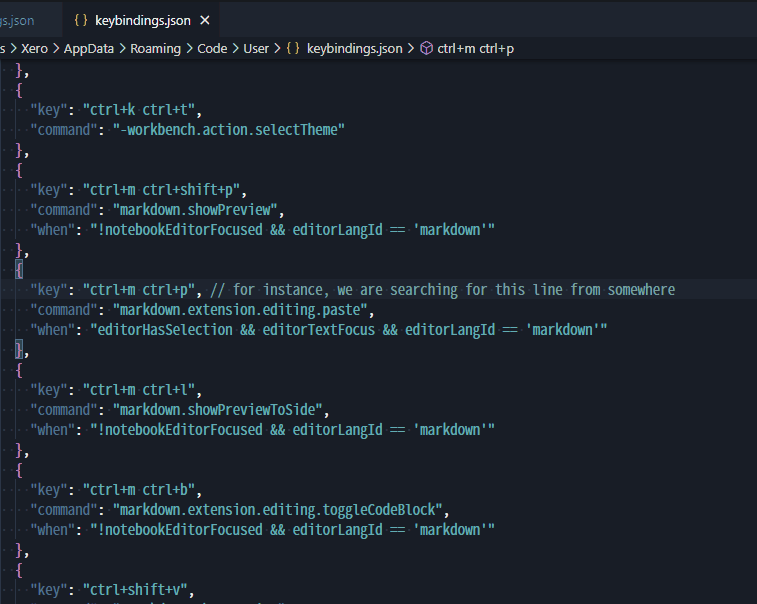 gs.json { } keybindings.json ×
s > Xero > AppData > Roaming > Code > User > { } keybindings.json > ctrl+m ctrl+p
},
{
"key": "ctrl+k ctrl+t",
"command": "-workbench.action.selectTheme"
},
{
"key": "ctrl+m ctrl+shift+p",
"command": "markdown.showPreview",
"when": "!notebookEditorFocused && editorLangId == 'markdown'"
},
{
"key": "ctrl+m ctrl+p", // for instance, we are searching for this line from somewhere
"command": "markdown.extension.editing.paste",
"when": "editorHasSelection && editorTextFocus && editorLangId == 'markdown'"
},
{
"key": "ctrl+m ctrl+l",
"command": "markdown.showPreviewToSide",
"when": "!notebookEditorFocused && editorLangId == 'markdown'"
},
{
"key": "ctrl+m ctrl+b",
"command": "markdown.extension.editing.toggleCodeBlock",
"when": "!notebookEditorFocused && editorLangId == 'markdown'"
},
{
"key": "ctrl+shift+v",